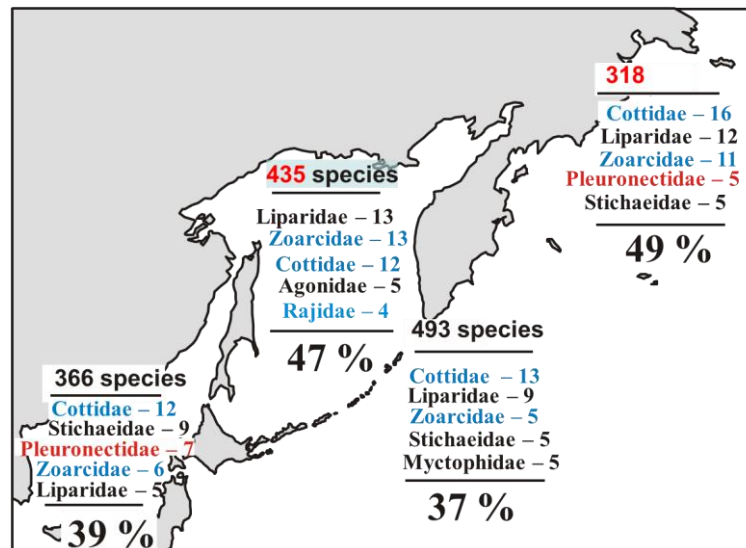 318
Cottidae – 16
Liparidae – 12
Zoarcidae – 11
Pleuronectidae – 5
Stichaeidae – 5
49 %
435 species
Liparidae – 13
Zoarcidae – 13
Cottidae – 12
Agonidae – 5
Rajidae – 4
47 %
493 species
Cottidae – 13
Liparidae – 9
Zoarcidae – 5
Stichaeidae – 5
Myctophidae – 5
37 %
366 species
Cottidae – 12
Stichaeidae – 9
Pleuronectidae – 7
Zoarcidae – 6
Liparidae – 5
39 %